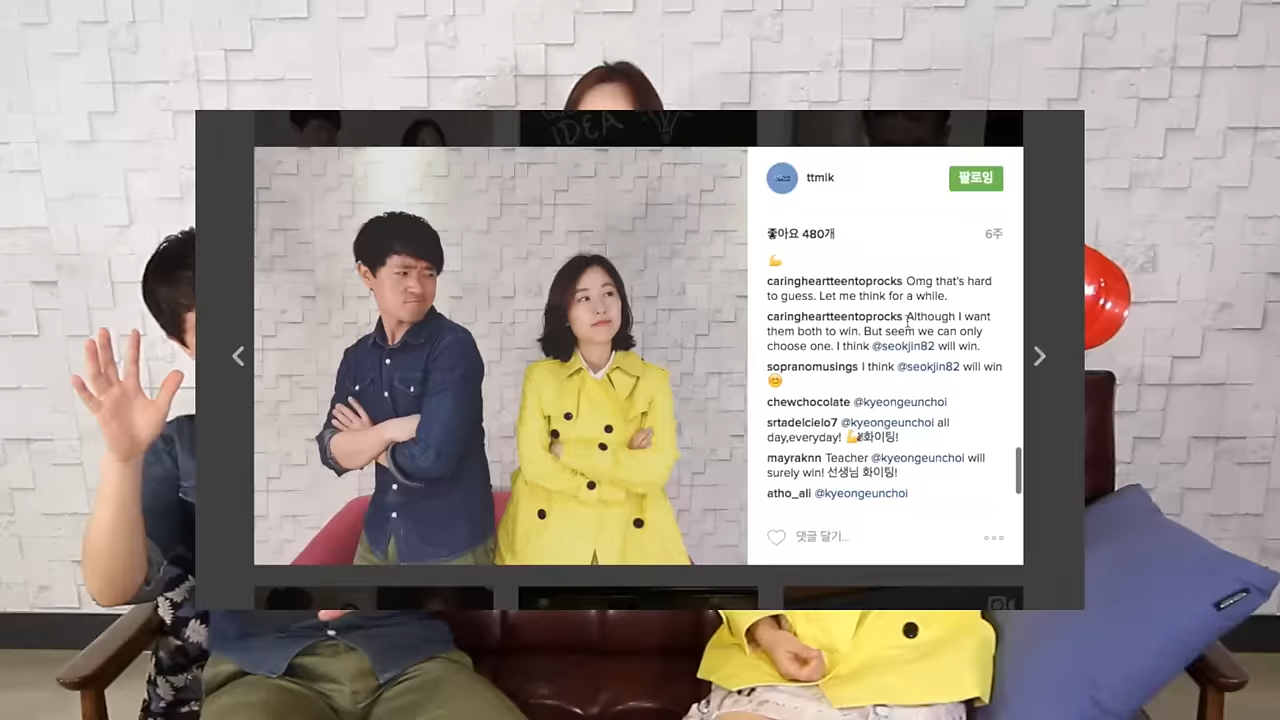 IDEA
ttmik
팔로잉
좋아요 480개
6주
💪
caringheartteentoprocks Omg that's hard
to guess. Let me think for a while.
caringheartteentoprocks Although I want
them both to win. But seem we can only
choose one. I think @seokjin82 will win.
sopranomusings I think @seokjin82 will win
😊
chewchocolate @kyeongeunchoi
srtadelcielo7 @kyeongeunchoi all
day,everyday! 💪✌화이팅!
mayraknn Teacher @kyeongeunchoi will
surely win! 선생님 화이팅!
atho_ali @kyeongeunchoi
댓글 달기...